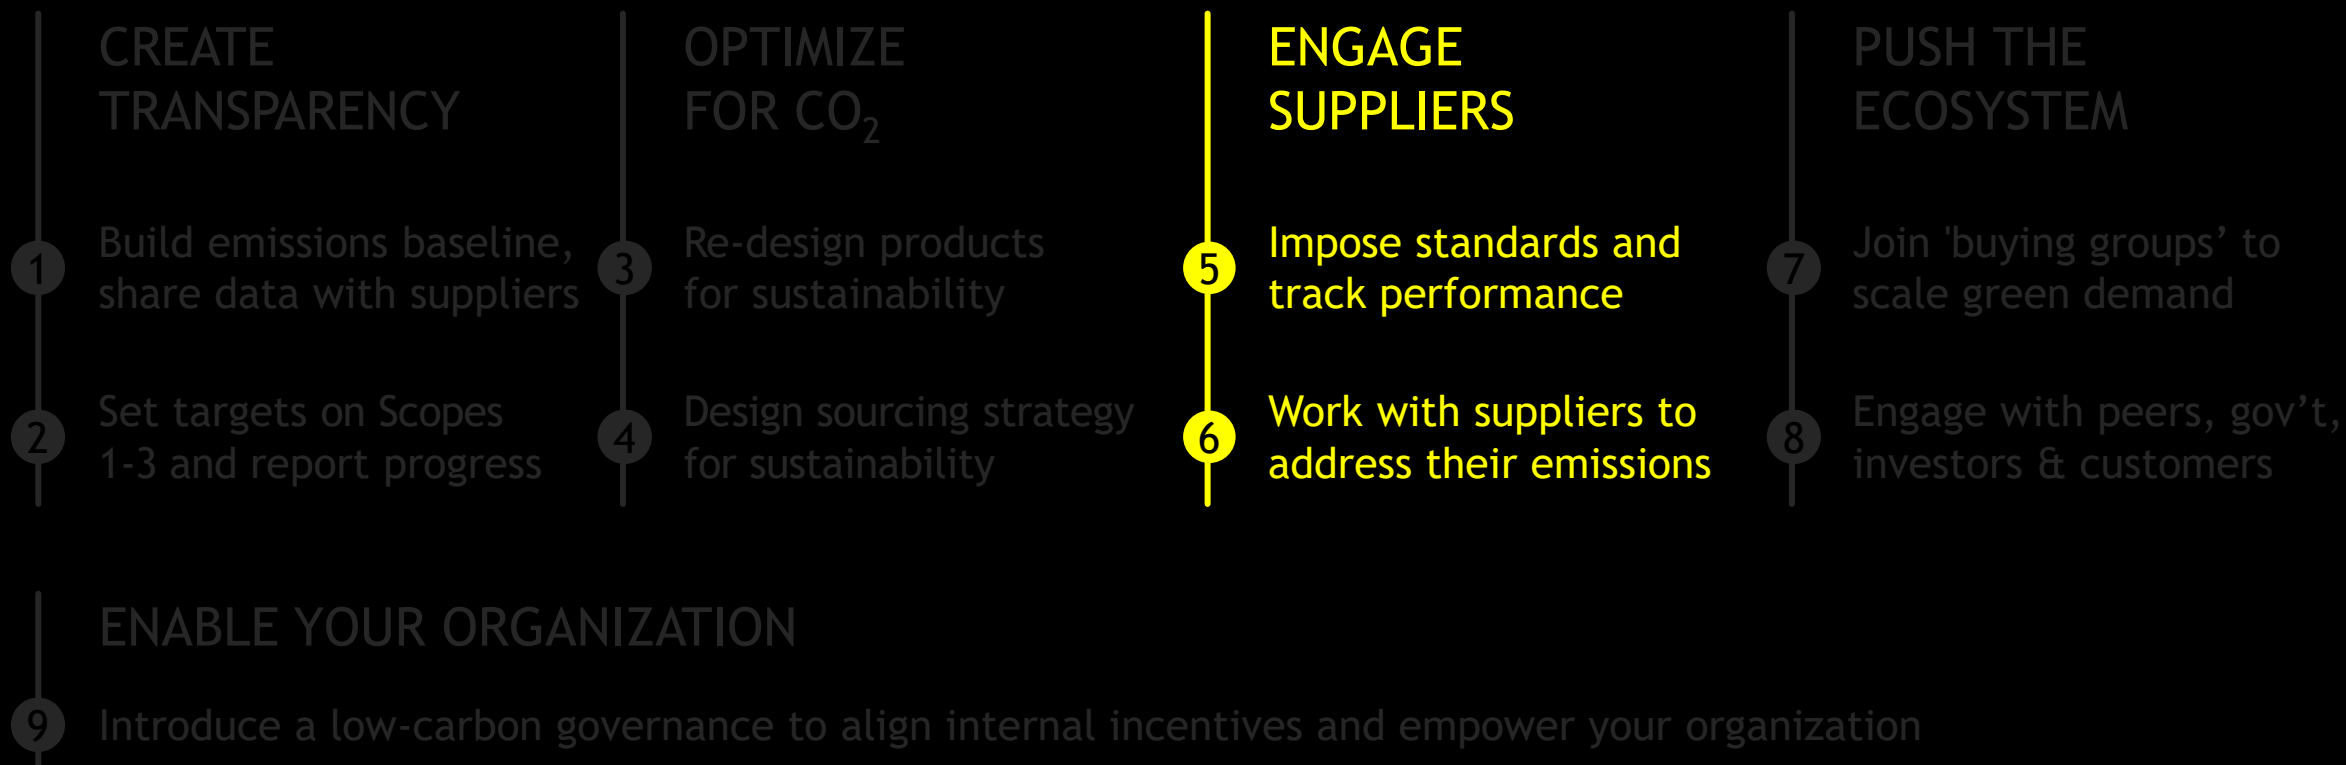 CREATE
TRANSPARENCY
1
Build emissions baseline,
share data with suppliers
2
Set targets on Scopes
1-3 and report progress
OPTIMIZE
FOR CO₂
3
Re-design products
for sustainability
4
Design sourcing strategy
for sustainability
ENGAGE
SUPPLIERS
5
Impose standards and
track performance
6
Work with suppliers to
address their emissions
PUSH THE
ECOSYSTEM
7
Join 'buying groups’ to
scale green demand
8
Engage with peers, gov’t,
investors & customers
ENABLE YOUR ORGANIZATION
9
Introduce a low-carbon governance to align internal incentives and empower your organization